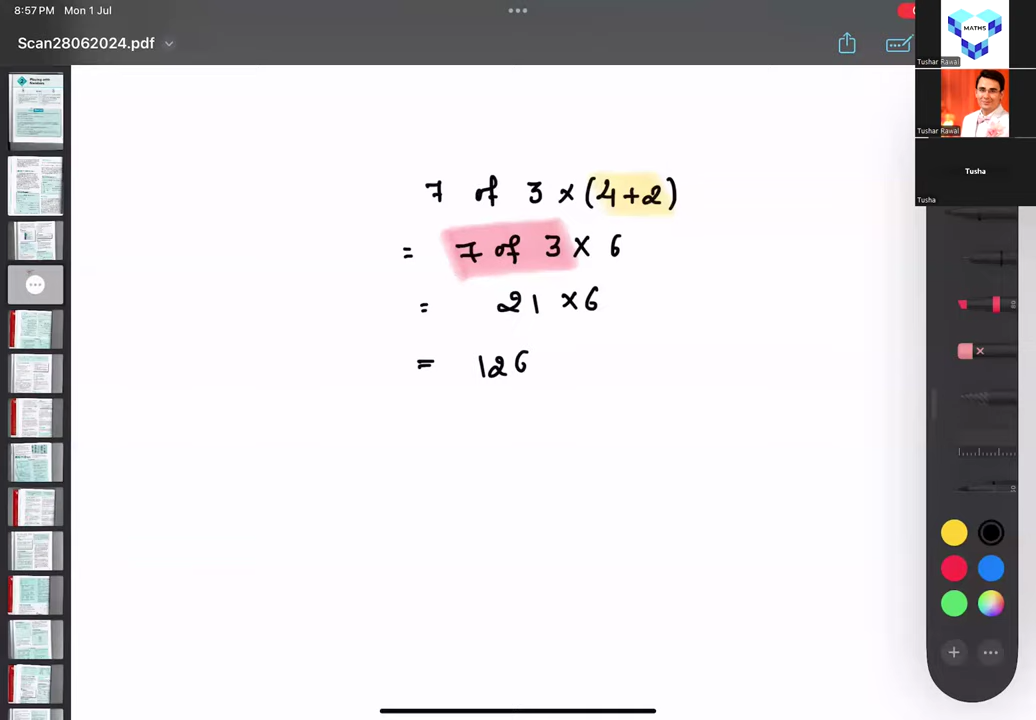 8:57 PM Mon 1 Jul
Scan28062024.pdf
MATHS
Tushar Rawal
Tushar Rawal
Tusha
Tusha
7 of 3 × (4+2)
= 7 of 3 × 6
= 21 × 6
= 126